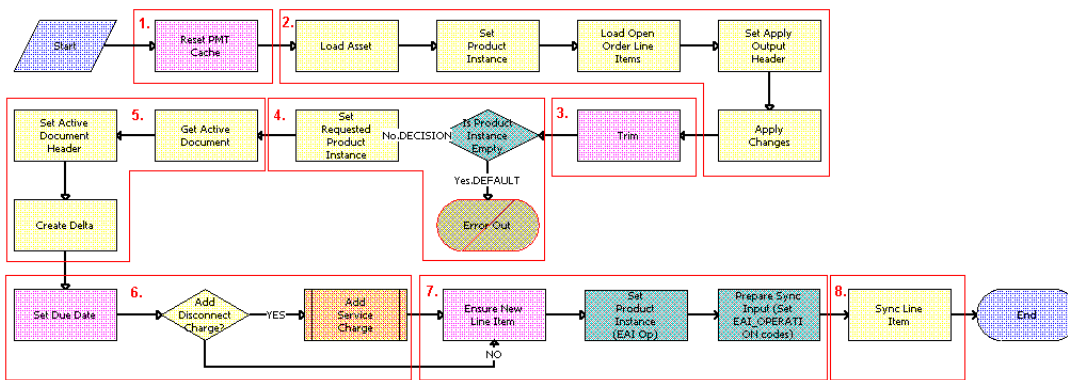 1.
2.
Start
Reset PMT
Cache
Load Asset
Set
Product
Instance
Load Open
Order Line
Items
Set Apply
Output
Header
5.
4.
3.
Set Active
Document
Header
Get Active
Document
Set
Requested
Product
Instance
No.DECISION
Is Product
Instance
Empty
Trim
Apply
Changes
Yes.DEFAULT
Create Delta
Error Out
6.
7.
8.
Set Due Date
Add
Disconnect
Charge?
YES
Add
Service
Charge
Ensure New
Line Item
Set
Product
Instance
(EAI Op)
Prepare Sync
Input (Set
EAI_OPERATI
ON codes)
Sync Line
Item
End
NO